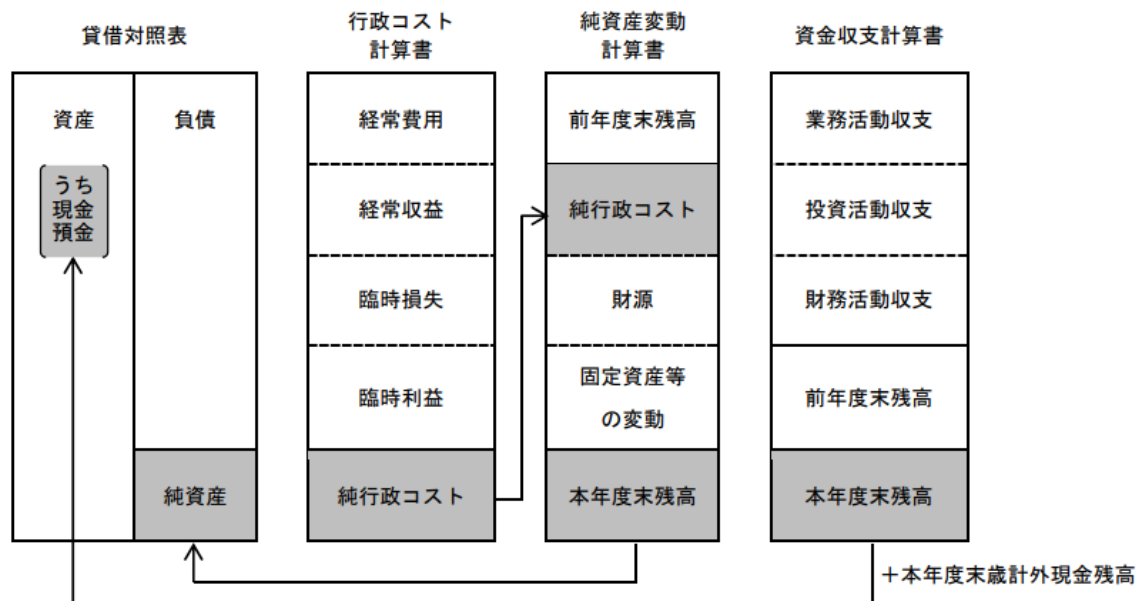 貸借対照表
資産
うち
現金
預金
負債
純資産
行政コスト
計算書
経常費用
経常収益
臨時損失
臨時利益
純行政コスト
純資産変動
計算書
前年度末残高
純行政コスト
財源
固定資産等
の変動
本年度末残高
資金収支計算書
業務活動収支
投資活動収支
財務活動収支
前年度末残高
本年度末残高
＋本年度末歳計外現金残高